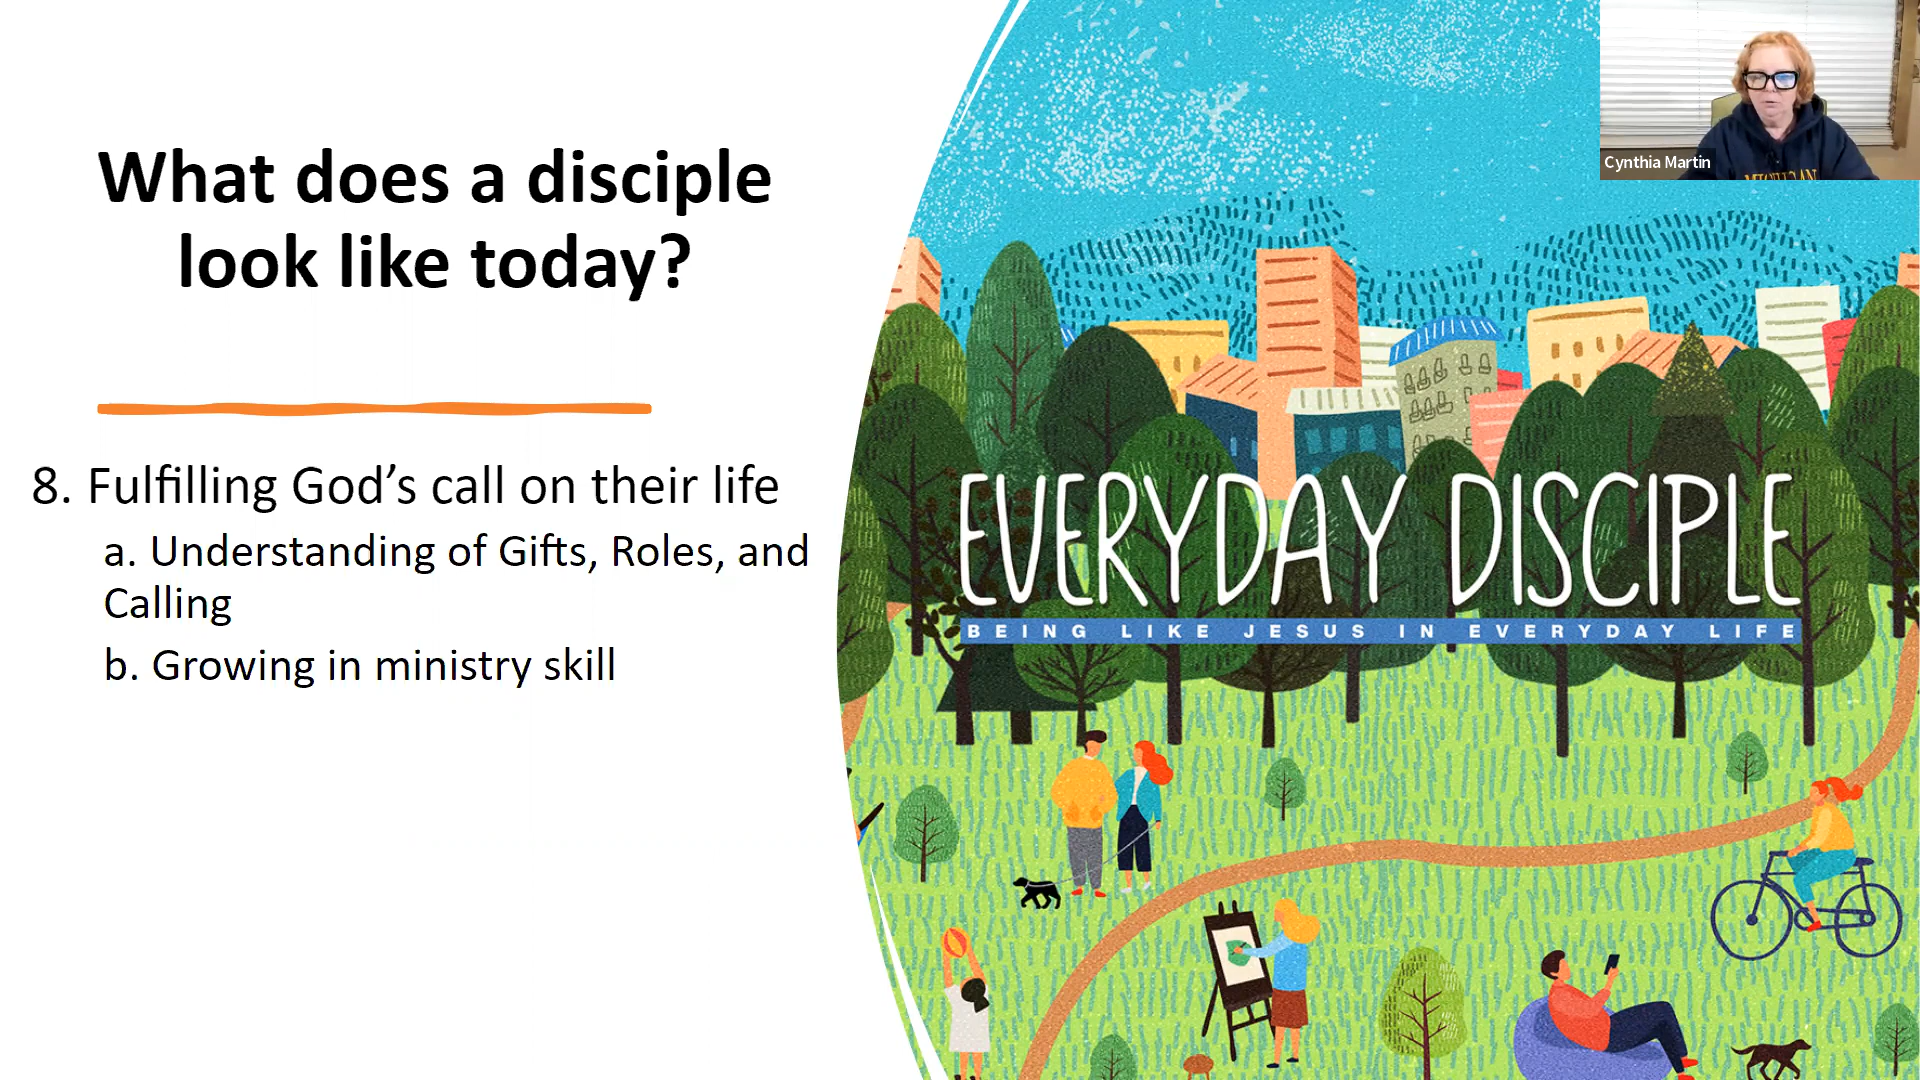 What does a disciple
look like today?
8. Fulfilling God’s call on their life
a. Understanding of Gifts, Roles, and
Calling
b. Growing in ministry skill
EVERYDAY DISCIPLE
BEING LIKE JESUS IN EVERYDAY LIFE
Cynthia Martin
MICHIGAN